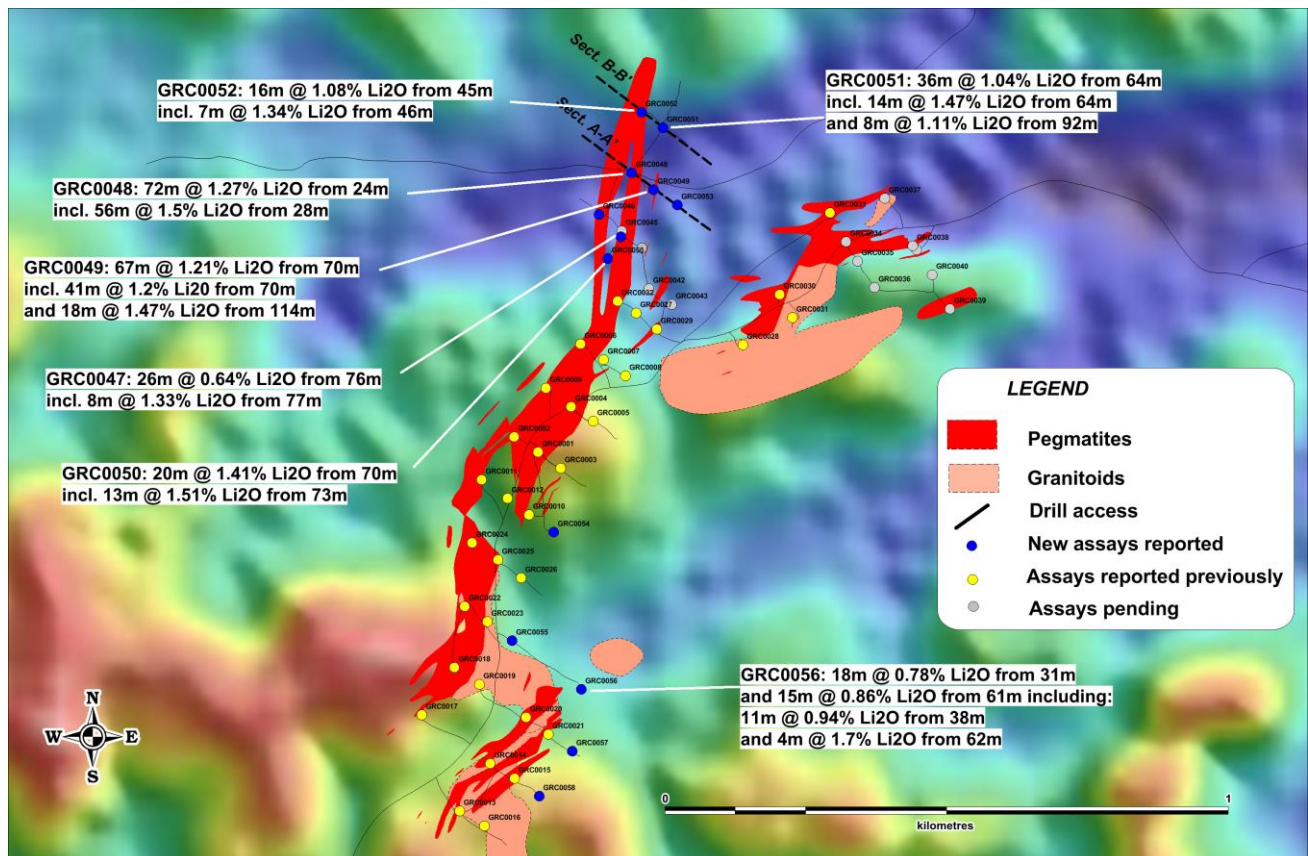 Sect. B-B'
Sect. A-A'
GRC0052: 16m @ 1.08% Li2O from 45m
incl. 7m @ 1.34% Li2O from 46m
GRC0051: 36m @ 1.04% Li2O from 64m
incl. 14m @ 1.47% Li2O from 64m
and 8m @ 1.11% Li2O from 92m
GRC0048: 72m @ 1.27% Li2O from 24m
incl. 56m @ 1.5% Li2O from 28m
GRC0049: 67m @ 1.21% Li2O from 70m
incl. 41m @ 1.2% Li20 from 70m
and 18m @ 1.47% Li2O from 114m
GRC0047: 26m @ 0.64% Li2O from 76m
incl. 8m @ 1.33% Li2O from 77m
GRC0050: 20m @ 1.41% Li2O from 70m
incl. 13m @ 1.51% Li2O from 73m
GRC0056: 18m @ 0.78% Li2O from 31m
and 15m @ 0.86% Li2O from 61m including:
11m @ 0.94% Li2O from 38m
and 4m @ 1.7% Li2O from 62m
GRC0052
GRC0051
GRC0048
GRC0049
GRC0053
GRC0046
GRC0045
GRC0050
GRC0042
GRC0043
GRC0032
GRC0027
GRC0029
GRC0037
GRC0033
GRC0034
GRC0038
GRC0035
GRC0036
GRC0040
GRC0039
GRC0030
GRC0031
GRC0028
GRC0006
GRC0007
GRC0008
GRC0009
GRC0004
GRC0005
GRC0002
GRC0001
GRC0003
GRC0011
GRC0012
GRC0010
GRC0054
GRC0024
GRC0025
GRC0026
GRC0022
GRC0023
GRC0055
GRC0018
GRC0019
GRC0056
GRC0017
GRC0020
GRC0021
GRC0057
GRC0014
GRC0015
GRC0058
GRC0013
GRC0016
LEGEND
Pegmatites
Granitoids
Drill access
New assays reported
Assays reported previously
Assays pending
N
W
E
S
0
1
kilometres